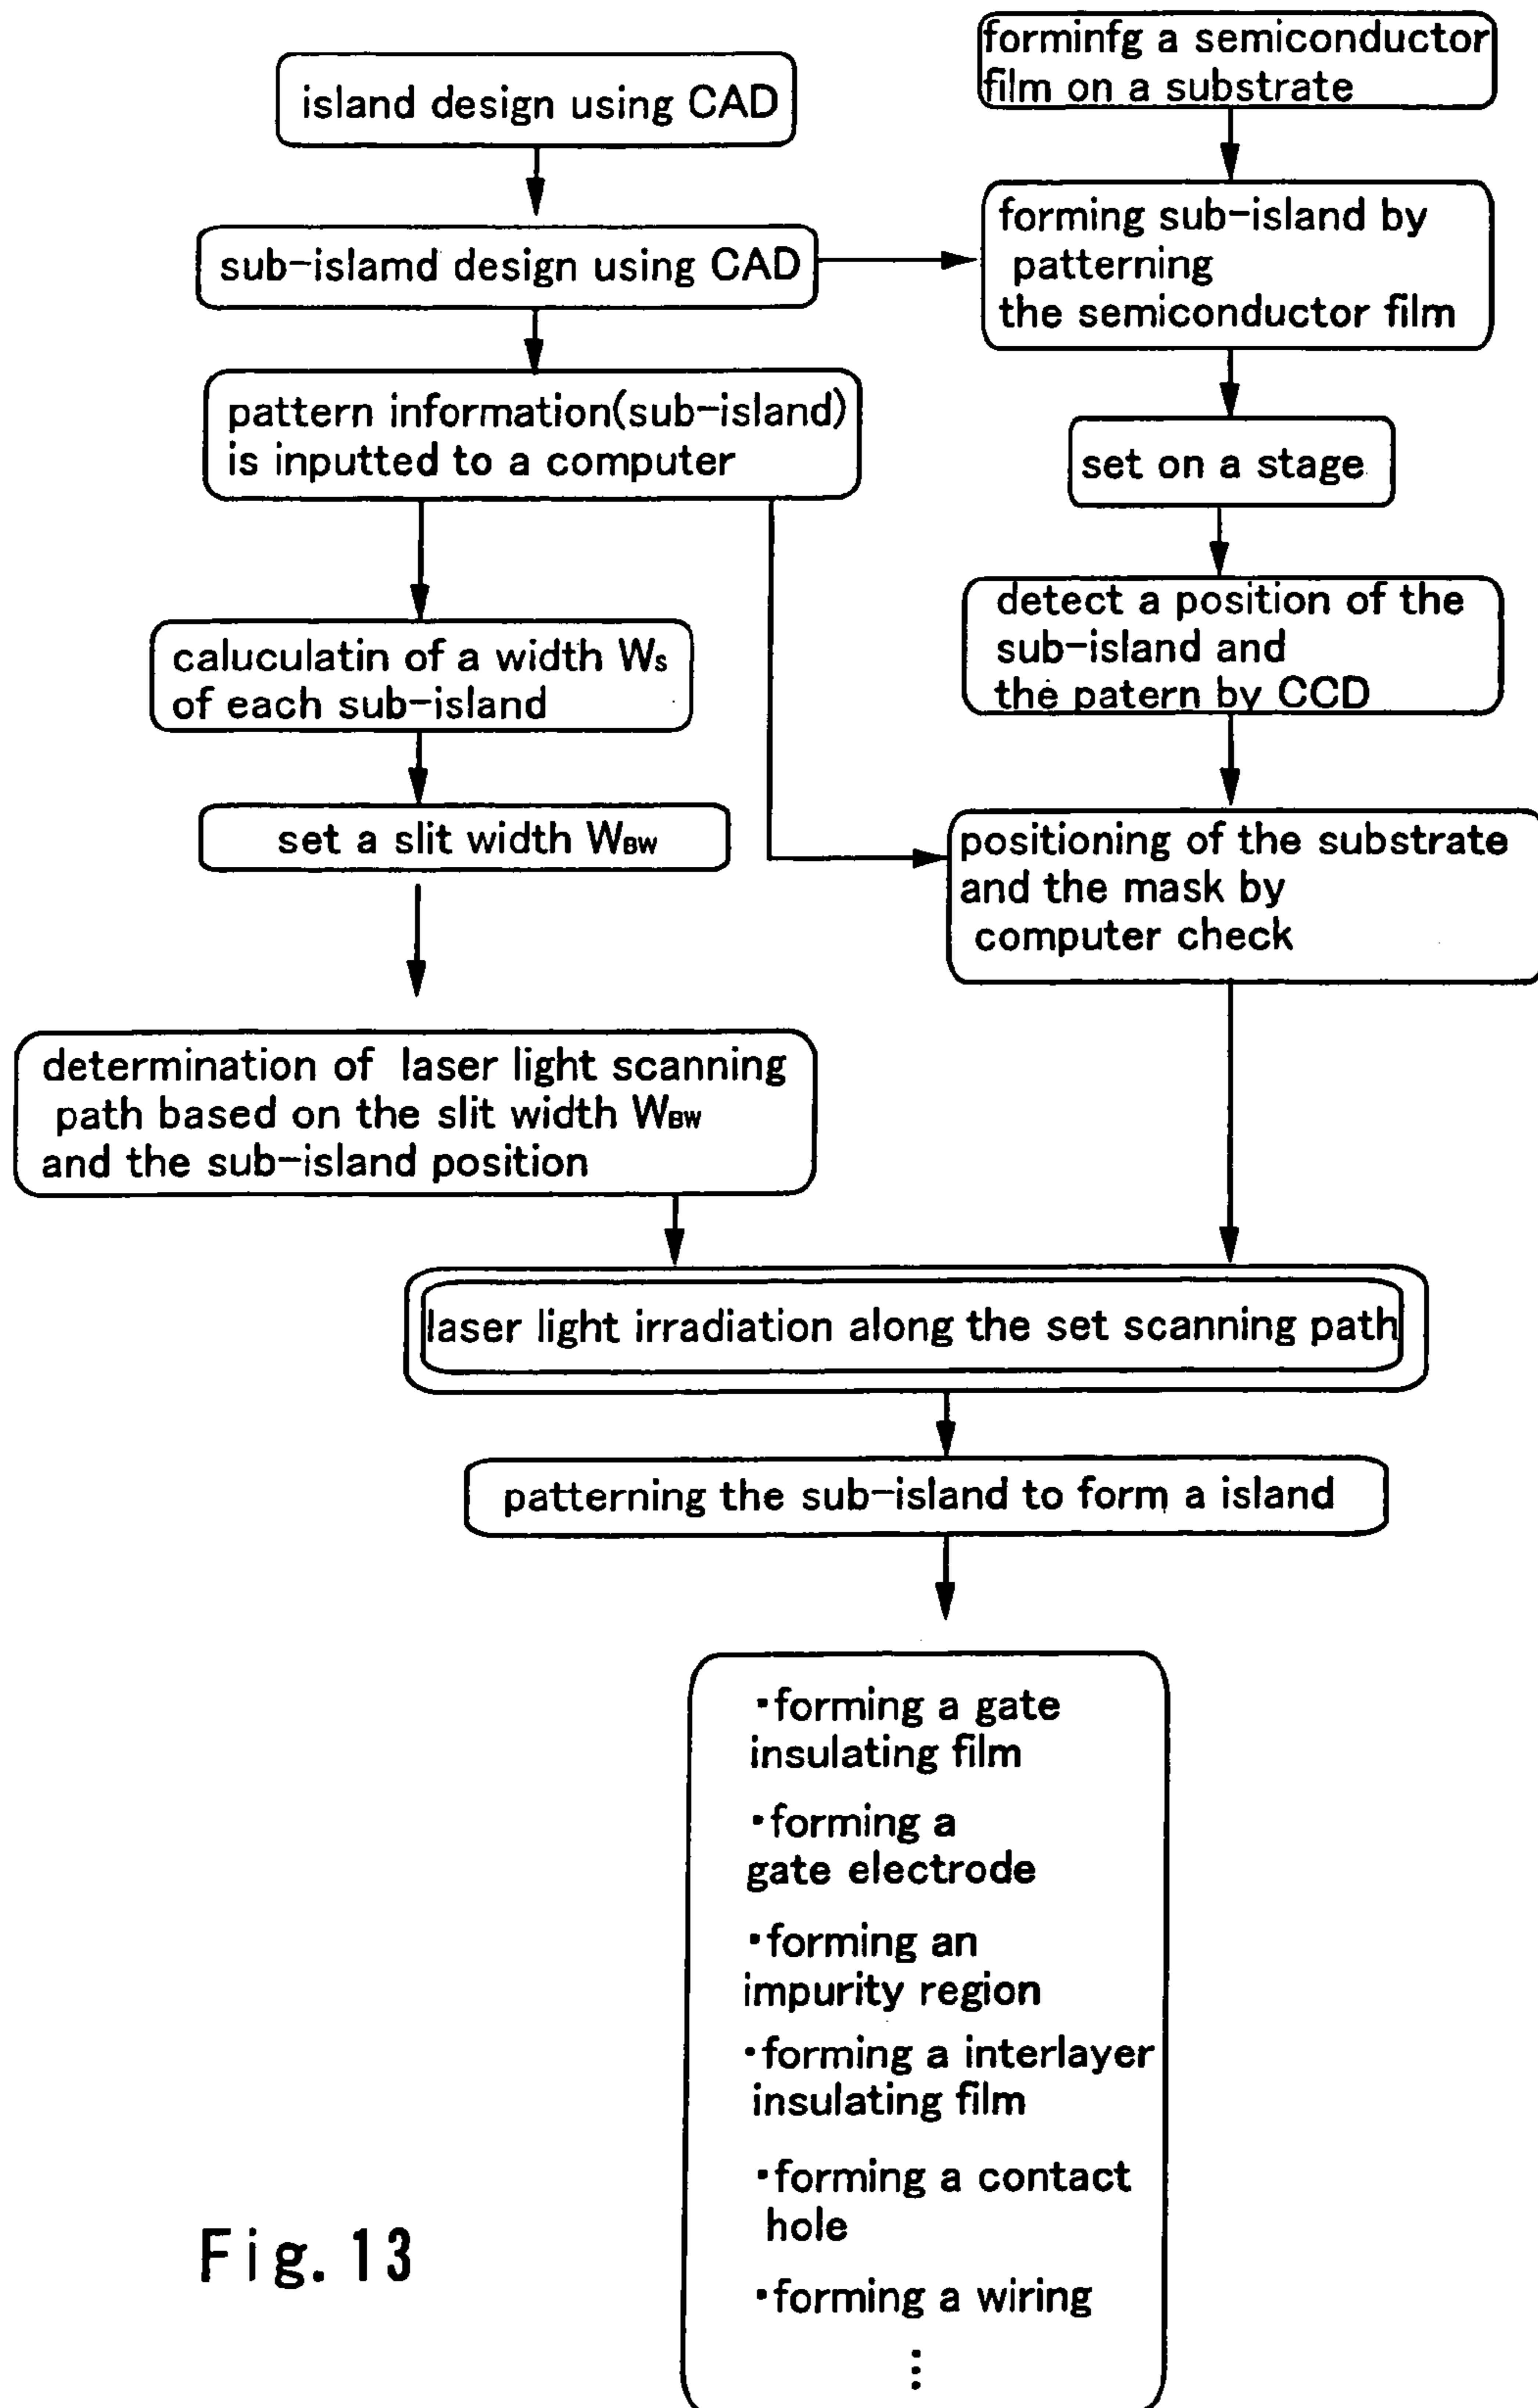 island design using CAD
sub-islamd design using CAD
pattern information(sub-island)
is inputted to a computer
caluculatin of a width Ws
of each sub-island
set a slit width WBW
determination of laser light scanning
path based on the slit width WBW
and the sub-island position
forminfg a semiconductor
film on a substrate
forming sub-island by
patterning
the semiconductor film
set on a stage
detect a position of the
sub-island and
the patern by CCD
positioning of the substrate
and the mask by
computer check
laser light irradiation along the set scanning path
patterning the sub-island to form a island
・forming a gate
insulating film
・forming a
gate electrode
・forming an
impurity region
・forming a interlayer
insulating film
・forming a contact
hole
・forming a wiring
⋮
Fig. 13